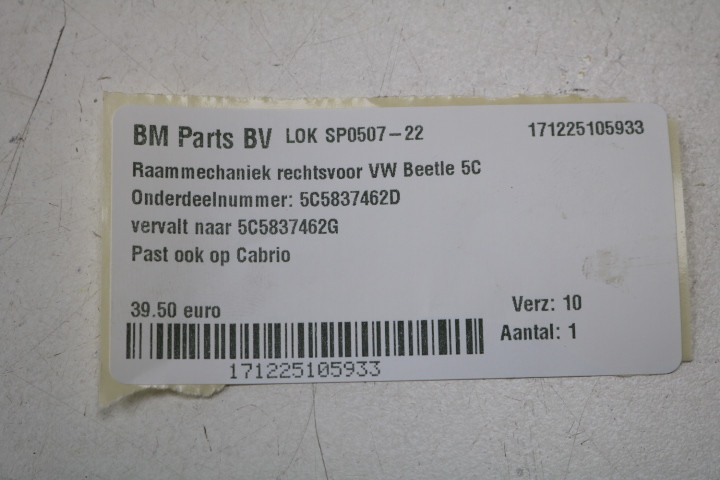 BM Parts BV LOK SP0507-22 171225105933
Raammechaniek rechtsvoor VW Beetle 5C
Onderdeelnummer: 5C5837462D
vervalt naar 5C5837462G
Past ook op Cabrio
39.50 euro Verz: 10
Aantal: 1
171225105933